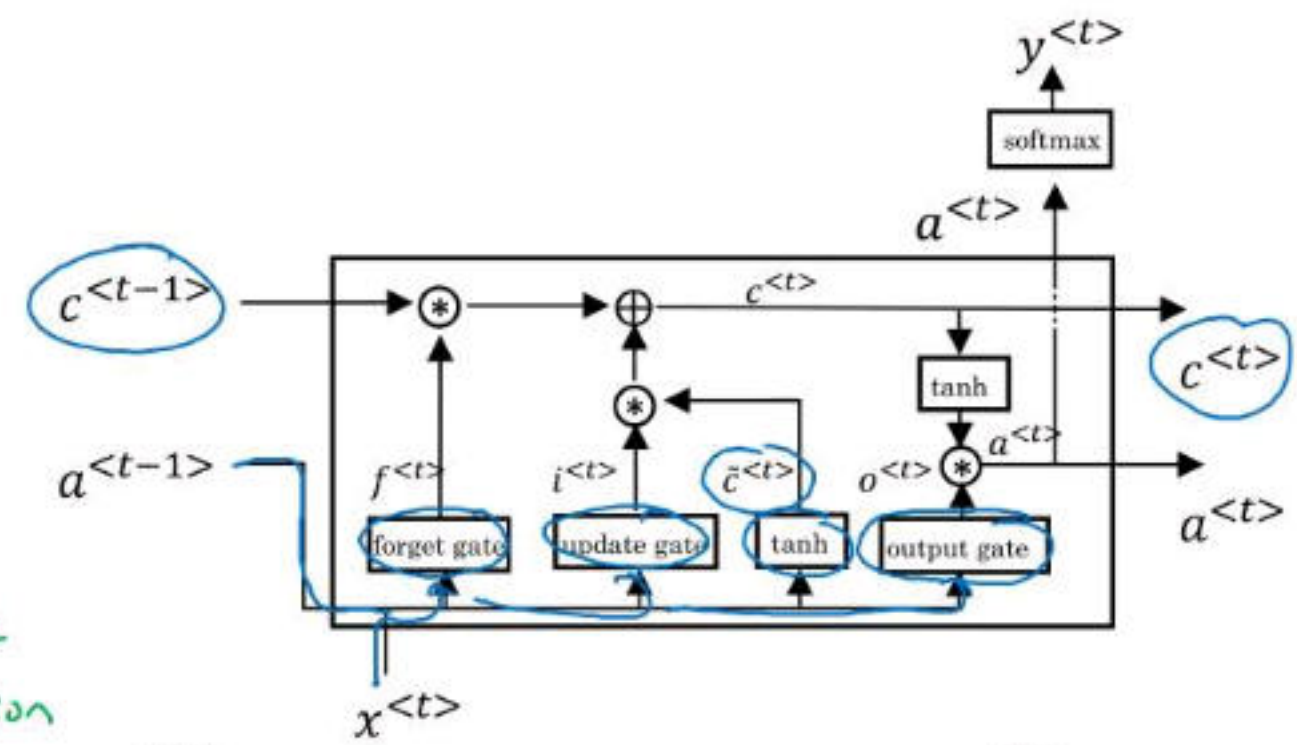 y^{<t>}
softmax
a^{<t>}
c^{<t-1>}
c^{<t>}
c^{<t>}
tanh
a^{<t-1>}
f^{<t>}
i^{<t>}
c̃^{<t>}
o^{<t>}
a^{<t>}
a^{<t>}
forget gate
update gate
tanh
output gate
x^{<t>}